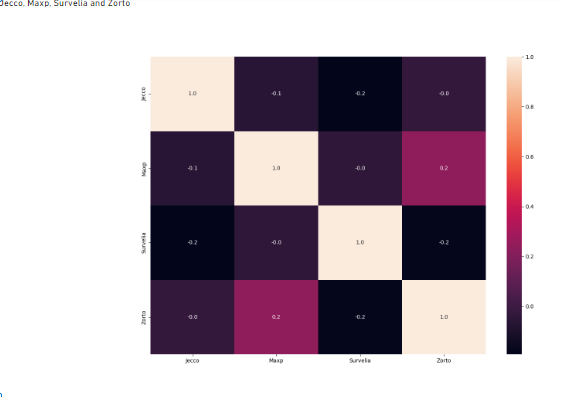 Jecco, Maxp, Survelia and Zorto
1.0
Jecco 1.0 -0.1 -0.2 -0.0
0.8
Maxp -0.1 1.0 -0.0 0.2
0.6
0.4
Survelia -0.2 -0.0 1.0 -0.2
0.2
0.0
Zorto -0.0 0.2 -0.2 1.0
Jecco Maxp Survelia Zorto